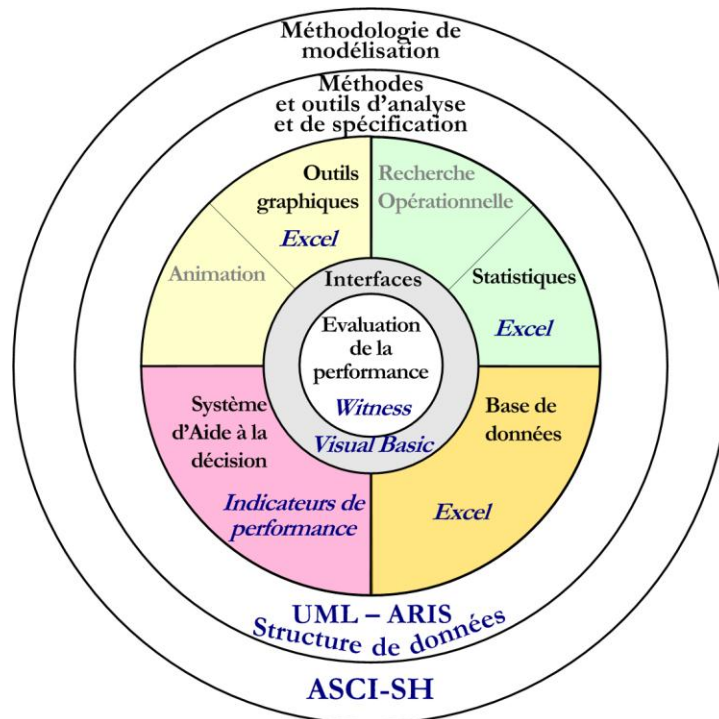 Méthodologie de
modélisation
Méthodes
et outils d'analyse
et de spécification
Outils
graphiques
Excel
Recherche
Opérationnelle
Animation
Statistiques
Excel
Interfaces
Evaluation
de la
performance
Witness
Visual Basic
Système
d'Aide à la
décision
Indicateurs de
performance
Base de
données
Excel
UML – ARIS
Structure de données
ASCI-SH